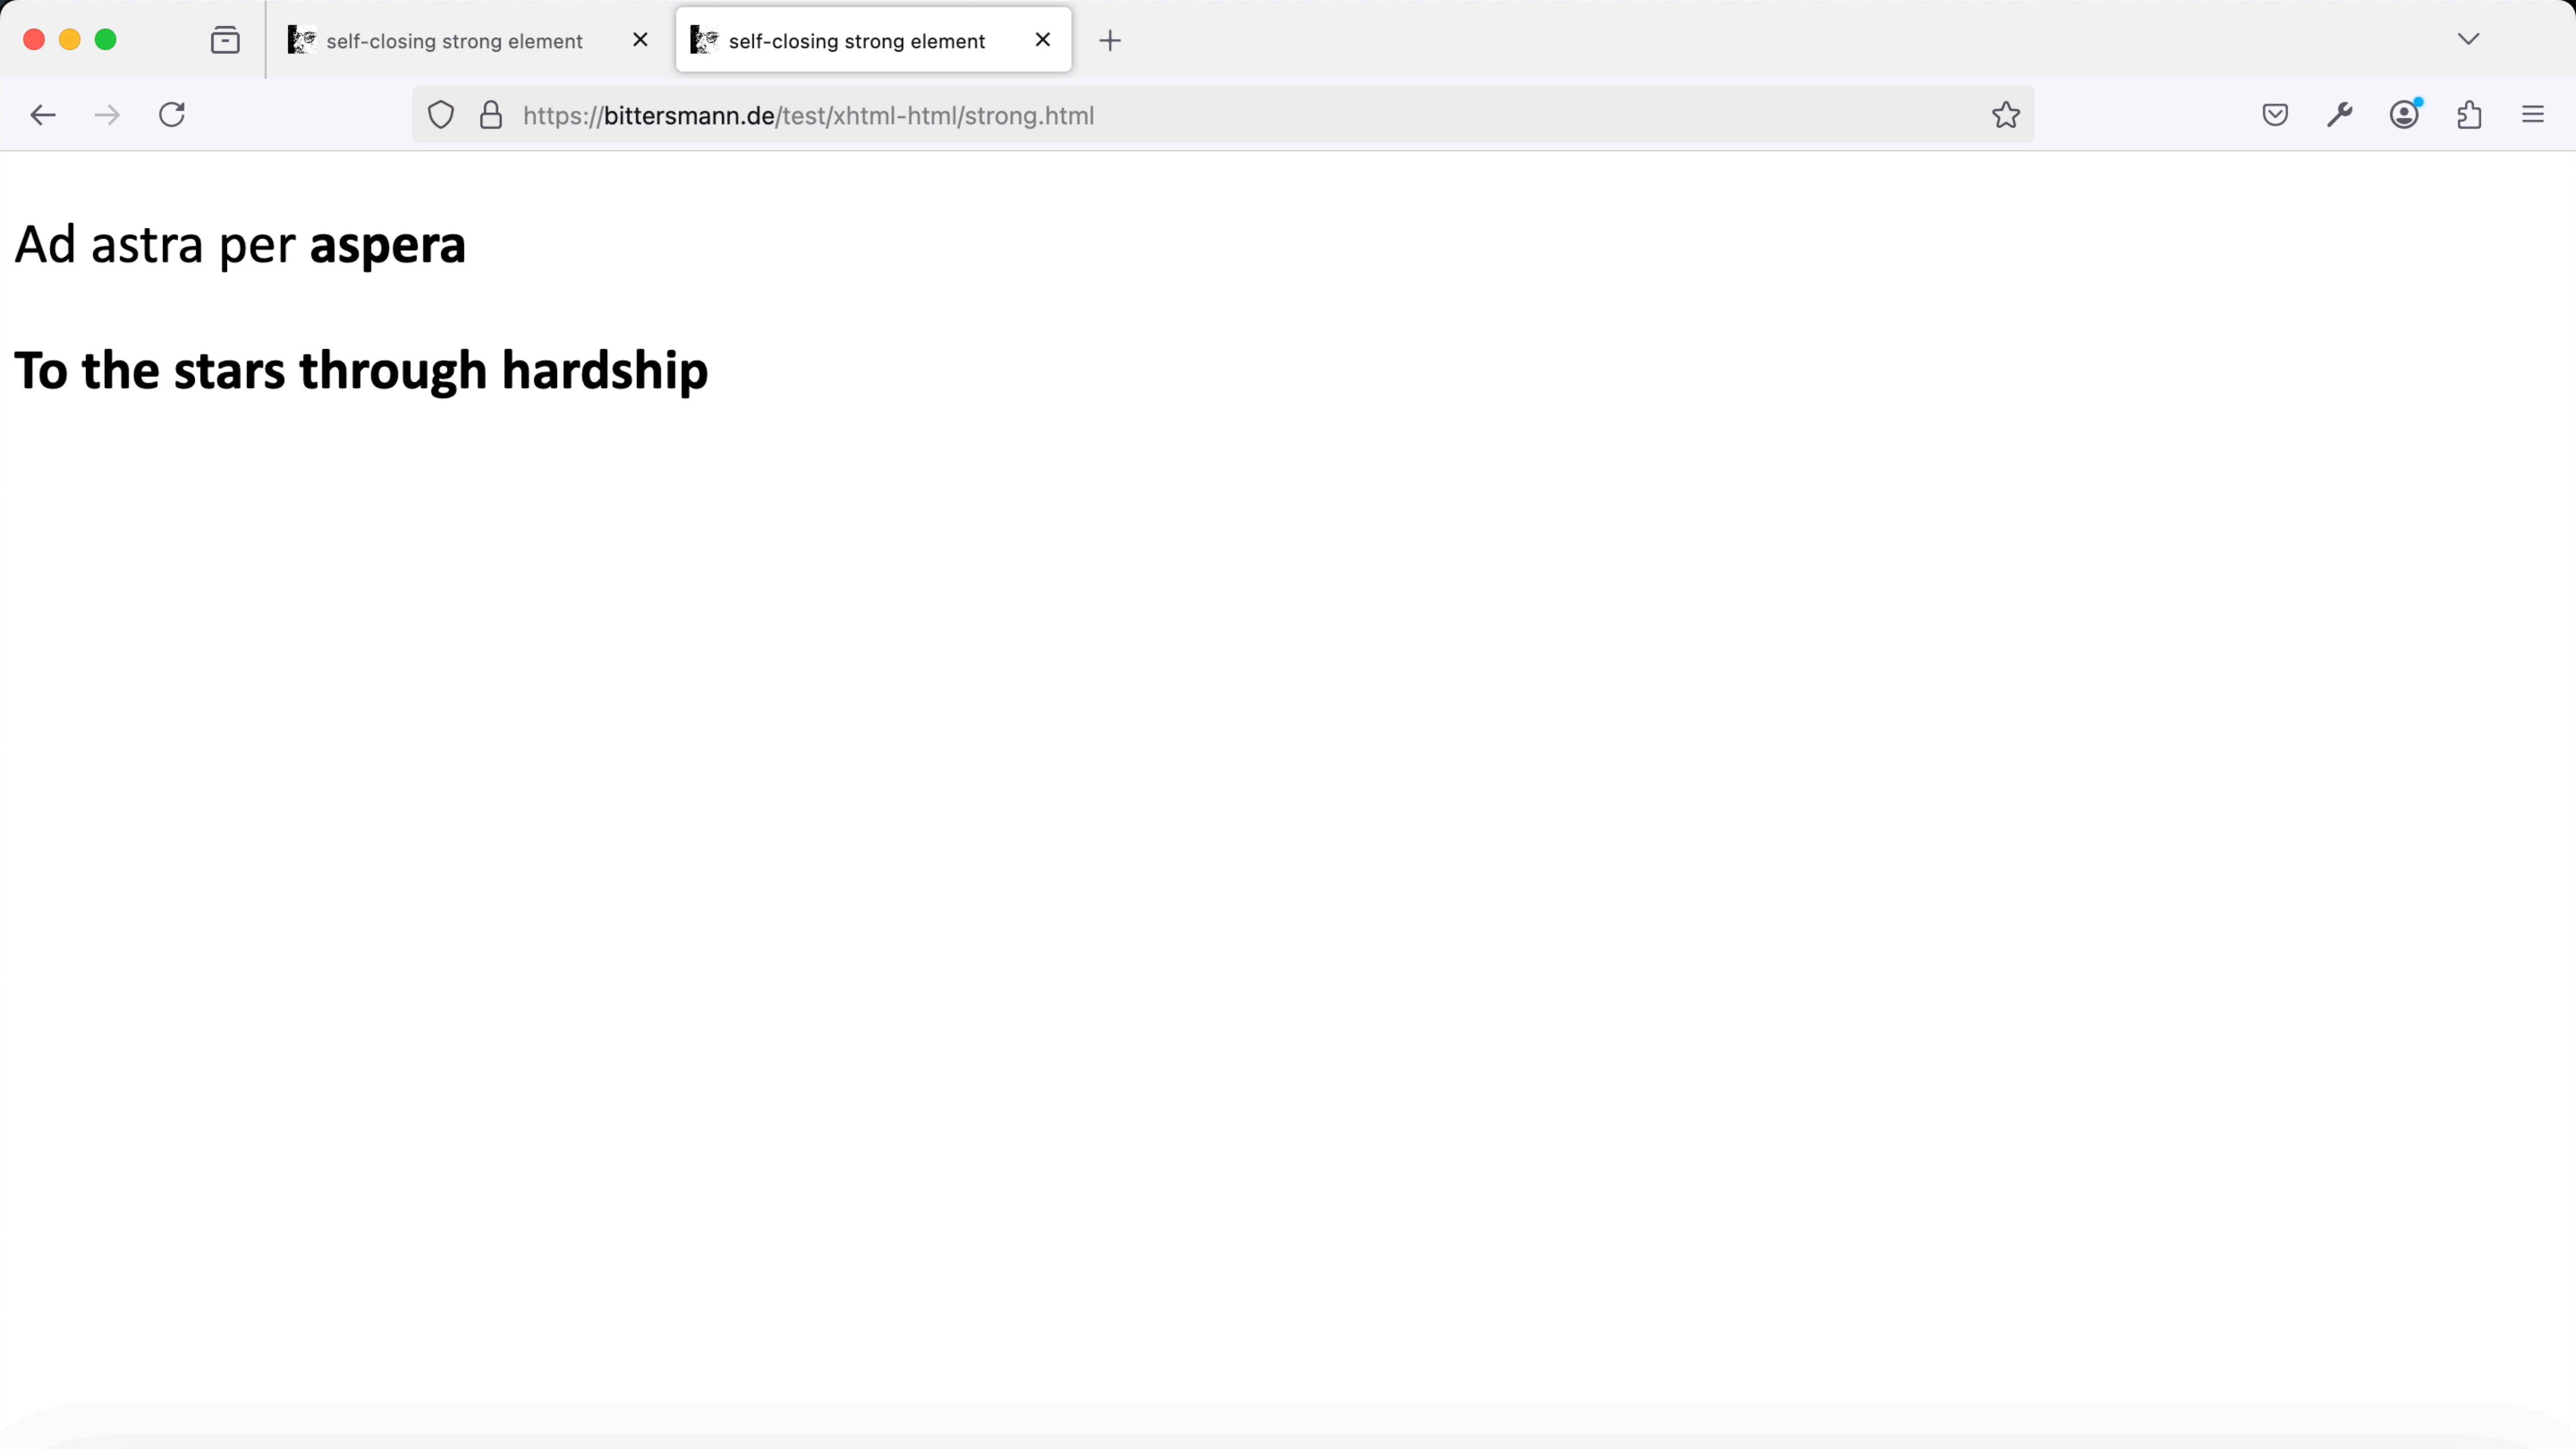 self-closing strong element
self-closing strong element
https://bittersmann.de/test/xhtml-html/strong.html
Ad astra per aspera
To the stars through hardship